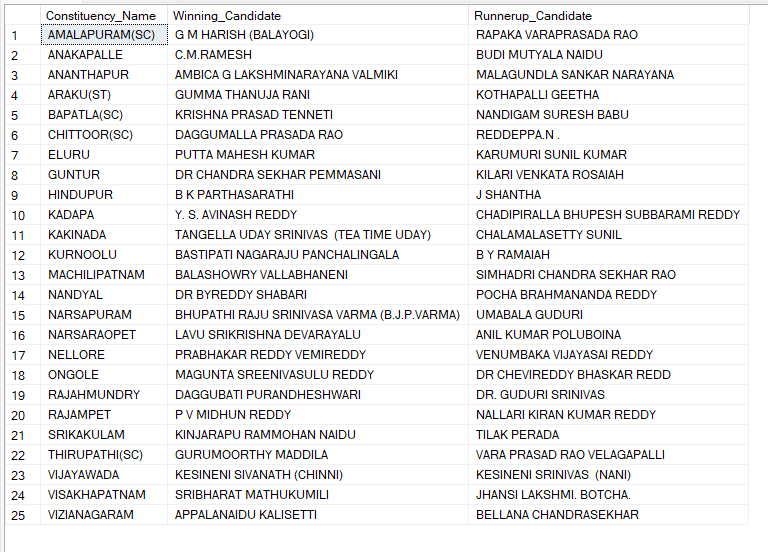 Constituency_Name Winning_Candidate Runnerup_Candidate
1 AMALAPURAM(SC) G M HARISH (BALAYOGI) RAPAKA VARAPRASADA RAO
2 ANAKAPALLE C.M.RAMESH BUDI MUTYALA NAIDU
3 ANANTHAPUR AMBICA G LAKSHMINARAYANA VALMIKI MALAGUNDLA SANKAR NARAYANA
4 ARAKU(ST) GUMMA THANUJA RANI KOTHAPALLI GEETHA
5 BAPATLA(SC) KRISHNA PRASAD TENNETI NANDIGAM SURESH BABU
6 CHITTOOR(SC) DAGGUMALLA PRASADA RAO REDDEPPA.N .
7 ELURU PUTTA MAHESH KUMAR KARUMURI SUNIL KUMAR
8 GUNTUR DR CHANDRA SEKHAR PEMMASANI KILARI VENKATA ROSAIAH
9 HINDUPUR B K PARTHASARATHI J SHANTHA
10 KADAPA Y. S. AVINASH REDDY CHADIPIRALLA BHUPESH SUBBARAMI REDDY
11 KAKINADA TANGELLA UDAY SRINIVAS  (TEA TIME UDAY) CHALAMALASETTY SUNIL
12 KURNOOLU BASTIPATI NAGARAJU PANCHALINGALA B Y RAMAIAH
13 MACHILIPATNAM BALASHOWRY VALLABHANENI SIMHADRI CHANDRA SEKHAR RAO
14 NANDYAL DR BYREDDY SHABARI POCHA BRAHMANANDA REDDY
15 NARSAPURAM BHUPATHI RAJU SRINIVASA VARMA (B.J.P.VARMA) UMABALA GUDURI
16 NARSARAOPET LAVU SRIKRISHNA DEVARAYALU ANIL KUMAR POLUBOINA
17 NELLORE PRABHAKAR REDDY VEMIREDDY VENUMBAKA VIJAYASAI REDDY
18 ONGOLE MAGUNTA SREENIVASULU REDDY DR CHEVIREDDY BHASKAR REDD
19 RAJAHMUNDRY DAGGUBATI PURANDHESHWARI DR. GUDURI SRINIVAS
20 RAJAMPET P V MIDHUN REDDY NALLARI KIRAN KUMAR REDDY
21 SRIKAKULAM KINJARAPU RAMMOHAN NAIDU TILAK PERADA
22 THIRUPATHI(SC) GURUMOORTHY MADDILA VARA PRASAD RAO VELAGAPALLI
23 VIJAYAWADA KESINENI SIVANATH (CHINNI) KESINENI SRINIVAS  (NANI)
24 VISAKHAPATNAM SRIBHARAT MATHUKUMILI JHANSI LAKSHMI. BOTCHA.
25 VIZIANAGARAM APPALANAIDU KALISETTI BELLANA CHANDRASEKHAR